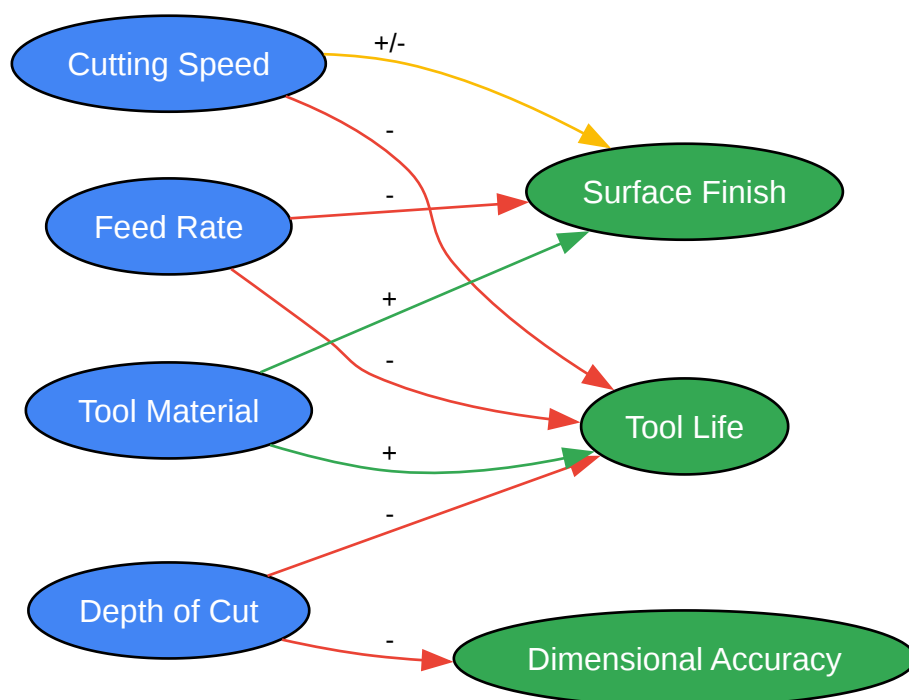 +/-
Cutting Speed
-
Surface Finish
-
Feed Rate
+
-
Tool Material
Tool Life
+
-
Depth of Cut
-
Dimensional Accuracy